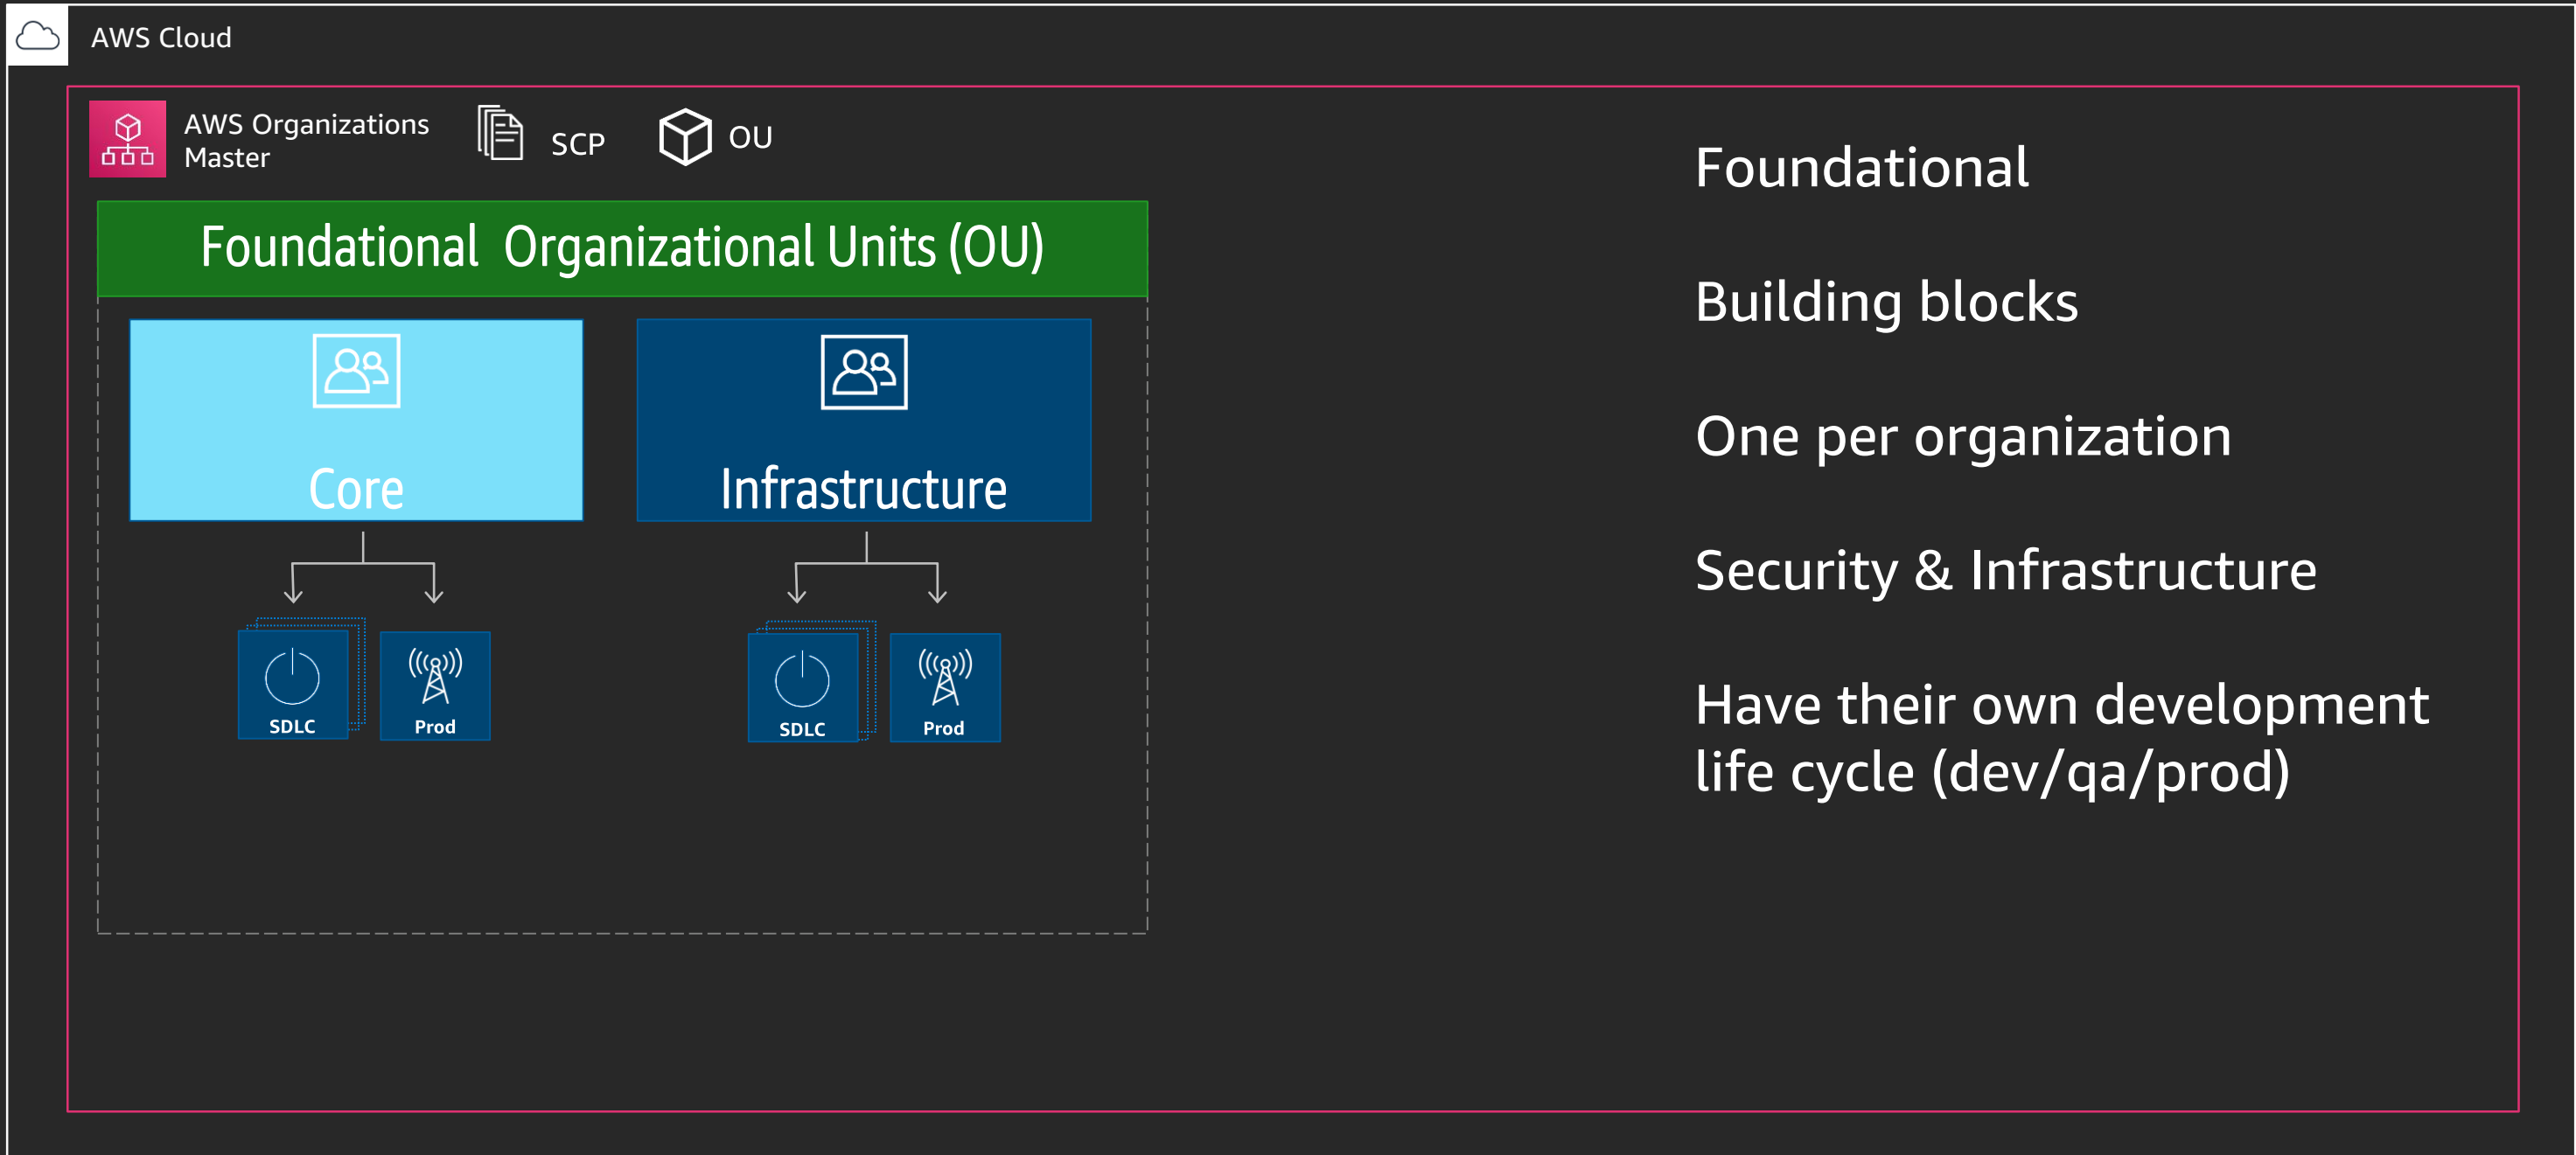 AWS Cloud
AWS Organizations
Master
SCP
OU
Foundational Organizational Units (OU)
Core
Infrastructure
SDLC
Prod
SDLC
Prod
Foundational
Building blocks
One per organization
Security & Infrastructure
Have their own development
life cycle (dev/qa/prod)